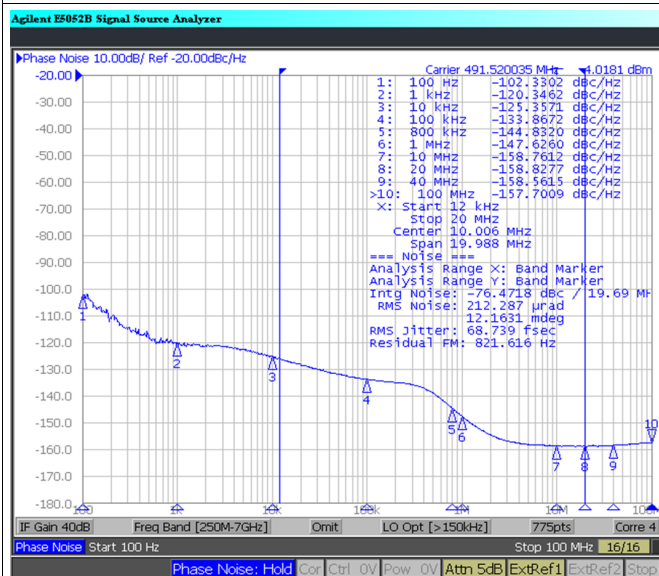 Agilent E5052B Signal Source Analyzer
Phase Noise 10.00dB/ Ref -20.00dBc/Hz
Carrier 491.520035 MHz 4.0181 dBm
-20.00
-30.00
-40.00
-50.00
-60.00
-70.00
-80.00
-90.00
-100.0
-110.0
-120.0
-130.0
-140.0
-150.0
-160.0
-170.0
-180.0
1: 100 Hz -102.3302 dBc/Hz
2: 1 kHz -120.3462 dBc/Hz
3: 10 kHz -125.3571 dBc/Hz
4: 100 kHz -133.8672 dBc/Hz
5: 800 kHz -144.8320 dBc/Hz
6: 1 MHz -147.6260 dBc/Hz
7: 10 MHz -158.7612 dBc/Hz
8: 20 MHz -158.8277 dBc/Hz
9: 40 MHz -158.5615 dBc/Hz
>10: 100 MHz -157.7009 dBc/Hz
X: Start 12 kHz
Stop 20 MHz
Center 10.006 MHz
Span 19.988 MHz
=== Noise ===
Analysis Range X: Band Marker
Analysis Range Y: Band Marker
Intg Noise: -76.4718 dBc / 19.69 MH
RMS Noise: 212.287 µrad
12.1631 mdeg
RMS Jitter: 68.739 fsec
Residual FM: 821.616 Hz
1
2
3
4
5
6
7
8
9
10
100 1k 10k 100k 1M 10M 100M
IF Gain 40dB Freq Band [250M-7GHz] Omit LO Opt [>150kHz] 775pts Corre 4
Phase Noise Start 100 Hz Stop 100 MHz 16/16
Phase Noise: Hold Cor Ctrl 0V Pow 0V Attn 5dB ExtRef1 ExtRef2 Stop